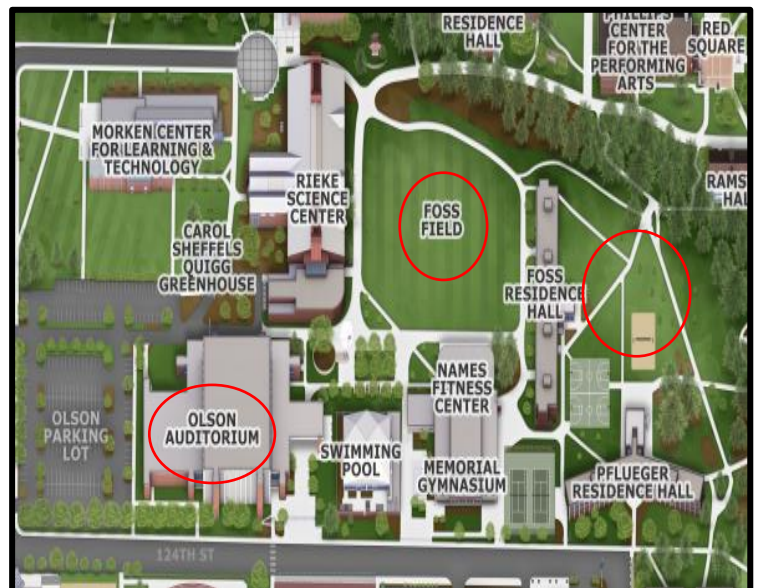 RESIDENCE
HALL
PHILLIPS
CENTER
FOR THE
PERFORMING
ARTS
RED
SQUARE
MORKEN CENTER
FOR LEARNING &
TECHNOLOGY
RIEKE
SCIENCE
CENTER
FOSS
FIELD
RAMS
HAL
CAROL
SHEFFELS
QUIGG
GREENHOUSE
FOSS
RESIDENCE
HALL
NAMES
FITNESS
CENTER
OLSON
PARKING
LOT
OLSON
AUDITORIUM
SWIMMING
POOL
MEMORIAL
GYMNASIUM
PFLUEGER
RESIDENCE HALL
124TH ST